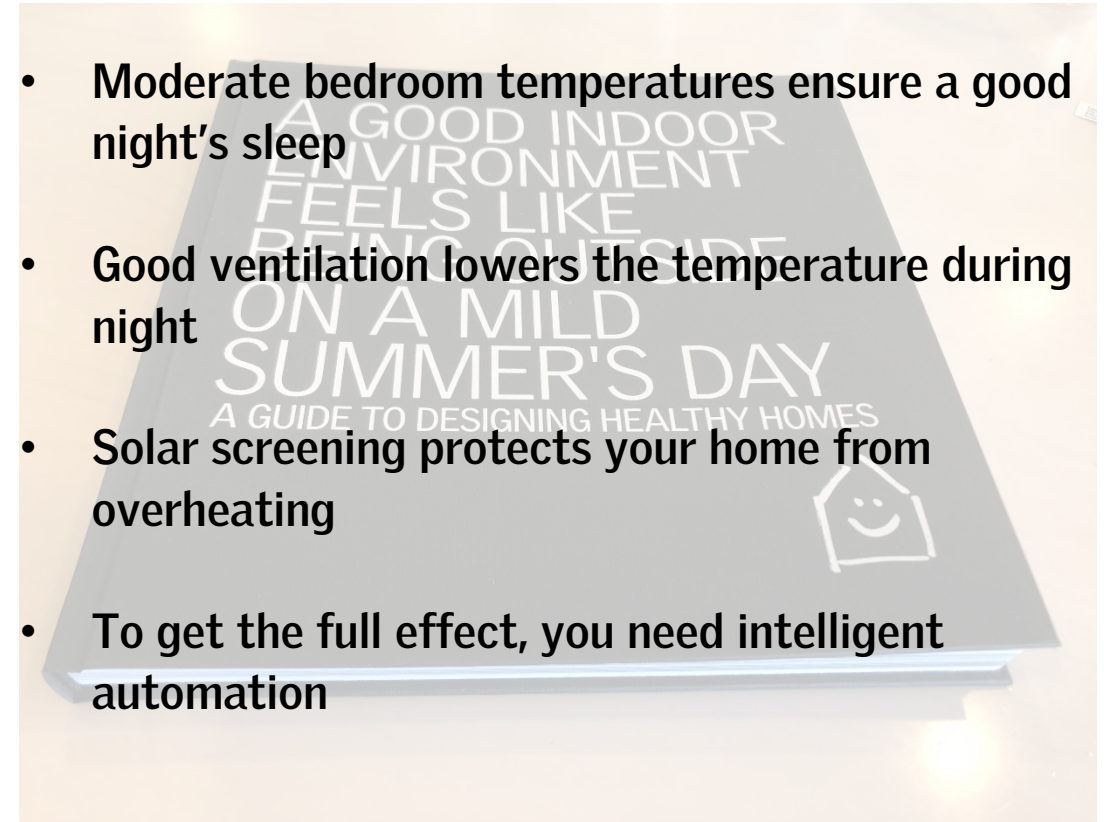 • Moderate bedroom temperatures ensure a good
night's sleep
• Good ventilation lowers the temperature during
night
• Solar screening protects your home from
overheating
• To get the full effect, you need intelligent
automation
A GOOD INDOOR
ENVIRONMENT
FEELS LIKE
BEING OUTSIDE
ON A MILD
SUMMER'S DAY
A GUIDE TO DESIGNING HEALTHY HOMES